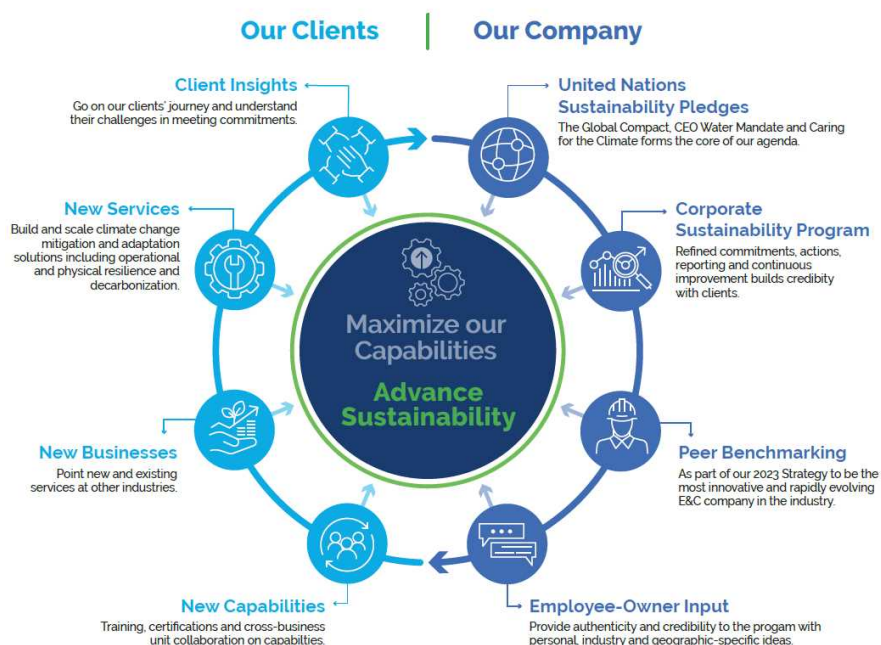 Our Clients | Our Company
Client Insights
Go on our clients' journey and understand
their challenges in meeting commitments.
New Services
Build and scale climate change
mitigation and adaptation
solutions including operational
and physical resilience and
decarbonization.
New Businesses
Point new and existing
services at other industries.
New Capabilities
Training, certifications and cross-business
unit collaboration on capabilties.
United Nations
Sustainability Pledges
The Global Compact, CEO Water Mandate and Caring
for the Climate forms the core of our agenda.
Corporate
Sustainability Program
Refined commitments, actions,
reporting and continuous
improvement builds credibity
with clients.
Peer Benchmarking
As part of our 2023 Strategy to be the
most innovative and rapidly evolving
E&C company in the industry.
Employee-Owner Input
Provide authenticity and credibility to the progam with
personal, industry and geographic-specific ideas.
Maximize our
Capabilities
Advance
Sustainability